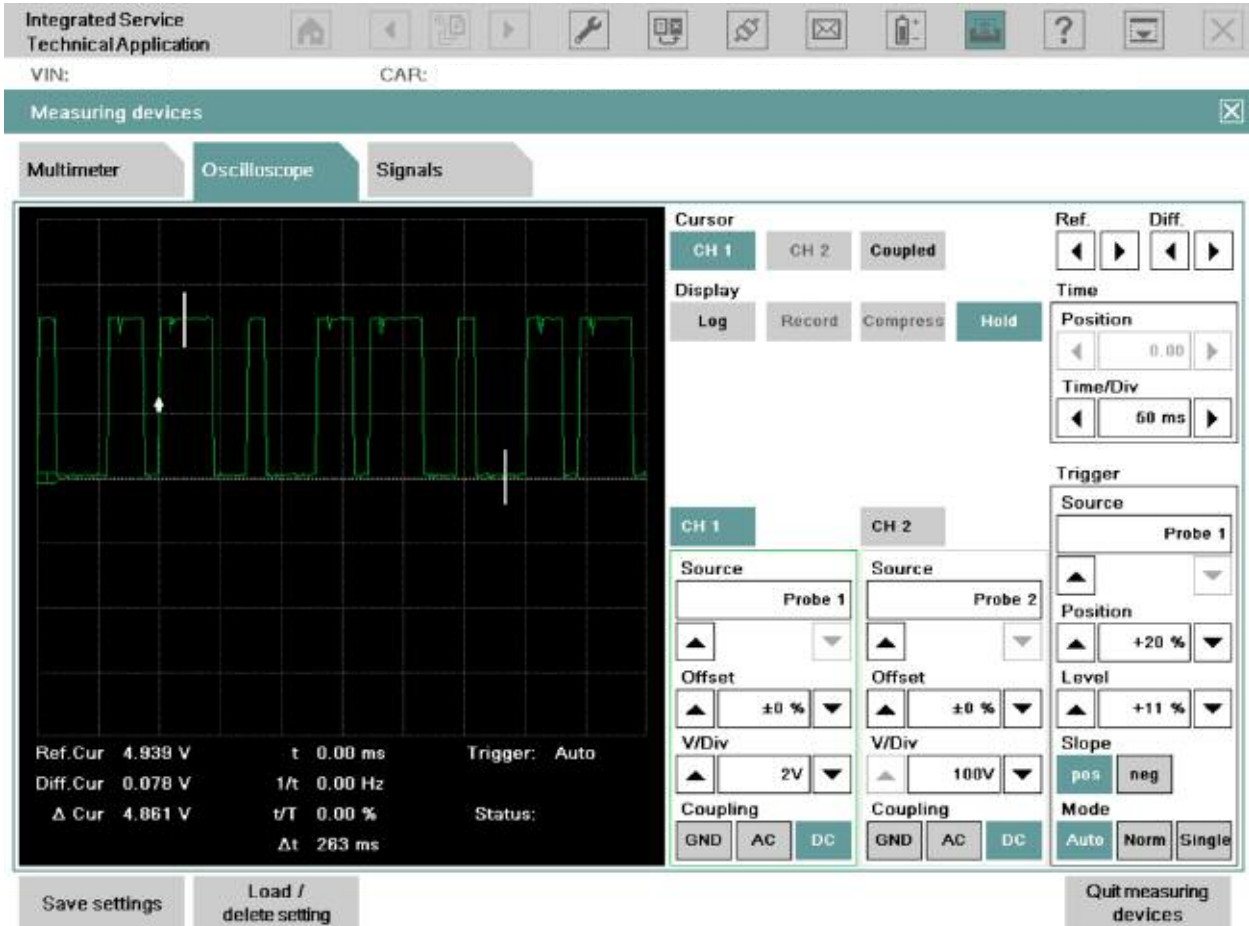 Integrated Service
Technical Application
?
VIN: CAR:
Measuring devices
Multimeter Oscilloscope Signals
Cursor
CH 1 CH 2 Coupled
Display
Log Record Compress Hold
Ref. Diff.
Time
Position
0.00
Time/Div
50 ms
Trigger
Source
Probe 1
Position
+20 %
Level
+11 %
Slope
pos neg
Mode
Auto Norm Single
CH 1
Source
Probe 1
Offset
±0 %
V/Div
2V
Coupling
GND AC DC
CH 2
Source
Probe 2
Offset
±0 %
V/Div
100V
Coupling
GND AC DC
Ref.Cur 4.939 V t 0.00 ms Trigger: Auto
Diff.Cur 0.078 V 1/t 0.00 Hz
Δ Cur 4.861 V t/T 0.00 % Status:
Δt 263 ms
Save settings
Load /
delete setting
Quit measuring
devices